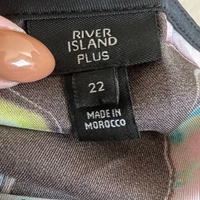 RIVER
ISLAND
PLUS
22
MADE IN
MOROCCO